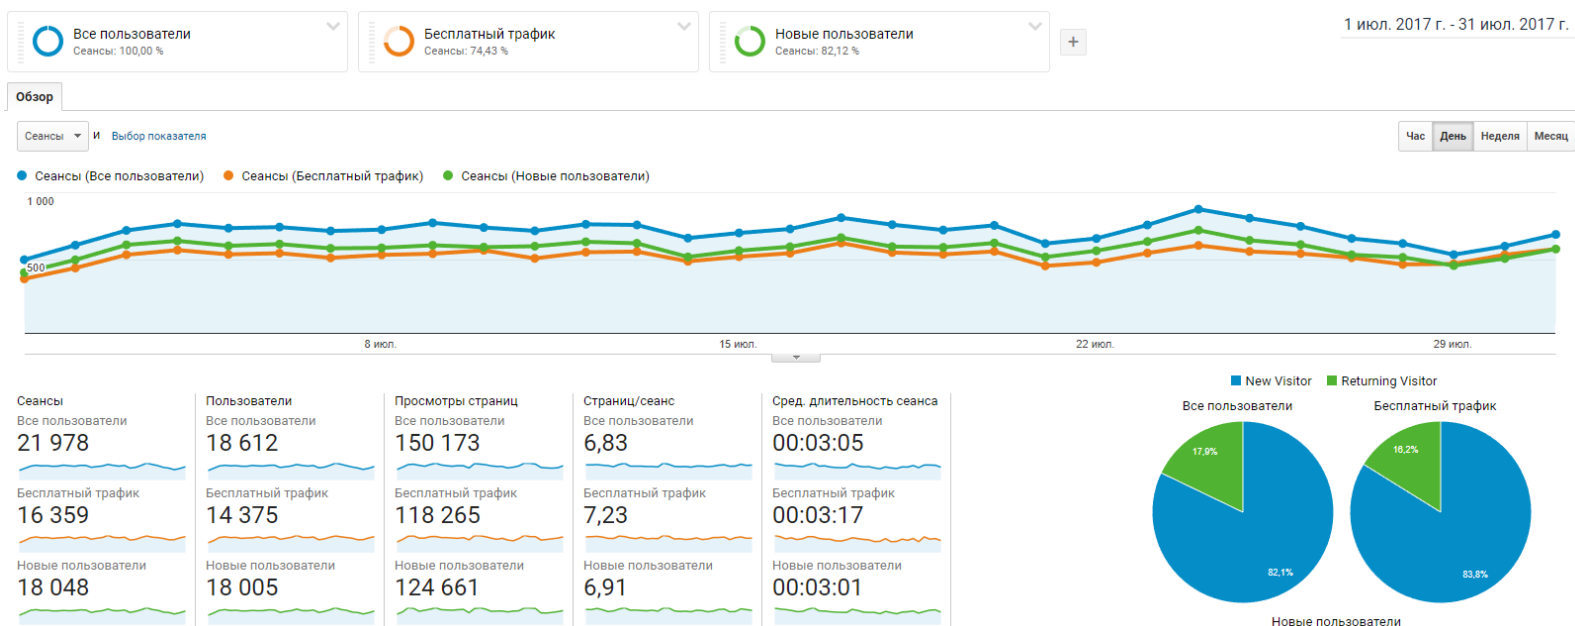 Все пользователи
Сеансы: 100,00 %
Бесплатный трафик
Сеансы: 74,43 %
Новые пользователи
Сеансы: 82,12 %
+
1 июл. 2017 г. - 31 июл. 2017 г.
Обзор
Сеансы и Выбор показателя
Час День Неделя Месяц
Сеансы (Все пользователи) Сеансы (Бесплатный трафик) Сеансы (Новые пользователи)
1 000
500
8 июл. 15 июл. 22 июл. 29 июл.
Сеансы
Все пользователи
21 978
Бесплатный трафик
16 359
Новые пользователи
18 048
Пользователи
Все пользователи
18 612
Бесплатный трафик
14 375
Новые пользователи
18 005
Просмотры страниц
Все пользователи
150 173
Бесплатный трафик
118 265
Новые пользователи
124 661
Страниц/сеанс
Все пользователи
6,83
Бесплатный трафик
7,23
Новые пользователи
6,91
Сред. длительность сеанса
Все пользователи
00:03:05
Бесплатный трафик
00:03:17
Новые пользователи
00:03:01
New Visitor Returning Visitor
Все пользователи
17,9%
82,1%
Бесплатный трафик
16,2%
83,8%
Новые пользователи